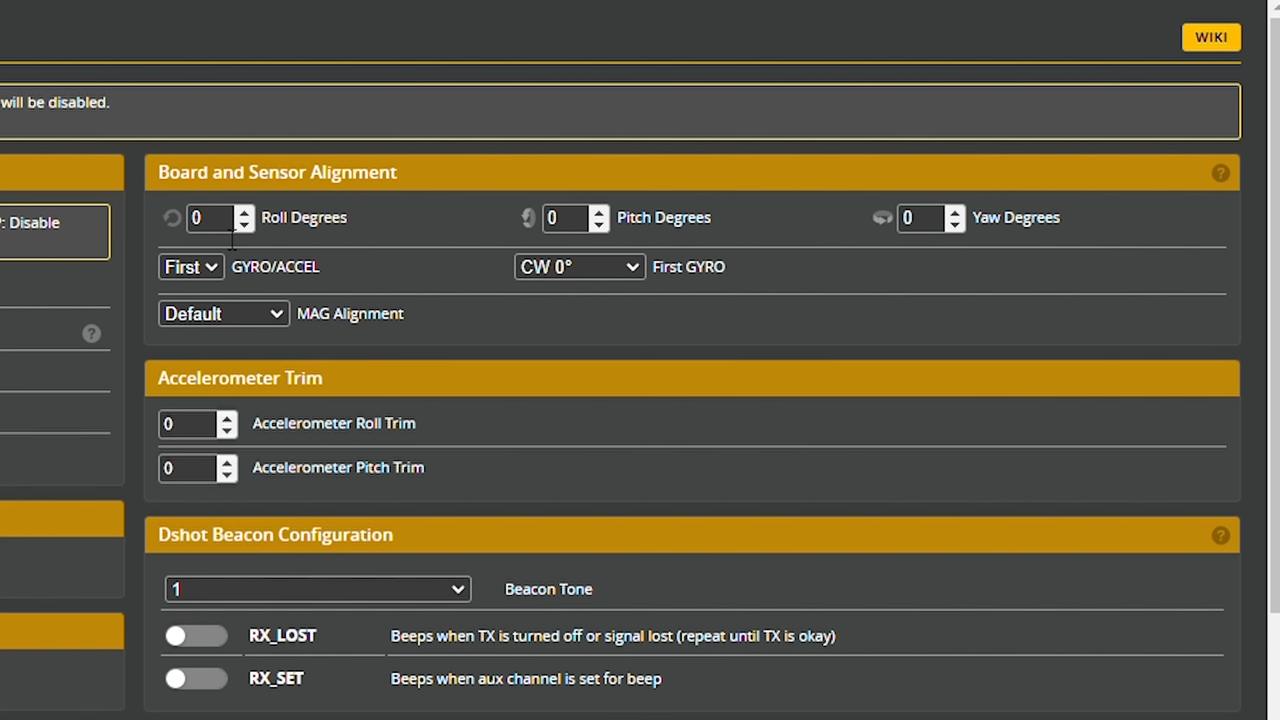 WIKI
will be disabled.
Board and Sensor Alignment ?
: Disable
0 Roll Degrees 0 Pitch Degrees 0 Yaw Degrees
First GYRO/ACCEL CW 0° First GYRO
Default MAG Alignment
?
Accelerometer Trim
0 Accelerometer Roll Trim
0 Accelerometer Pitch Trim
Dshot Beacon Configuration ?
1 Beacon Tone
RX_LOST Beeps when TX is turned off or signal lost (repeat until TX is okay)
RX_SET Beeps when aux channel is set for beep